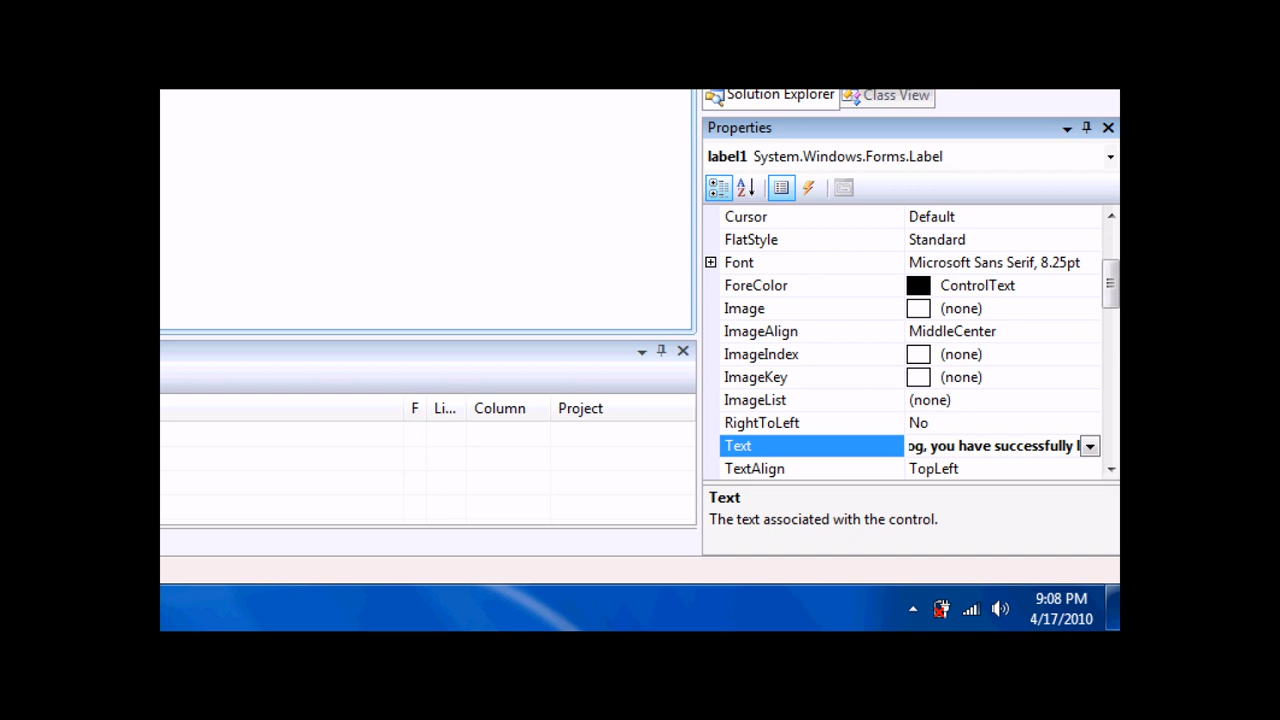 Solution Explorer Class View
Properties
label1 System.Windows.Forms.Label
Cursor Default
FlatStyle Standard
Font Microsoft Sans Serif, 8.25pt
ForeColor ControlText
Image (none)
ImageAlign MiddleCenter
ImageIndex (none)
ImageKey (none)
ImageList (none)
RightToLeft No
Text og, you have successfully l
TextAlign TopLeft
Text
The text associated with the control.
F Li... Column Project
9:08 PM
4/17/2010